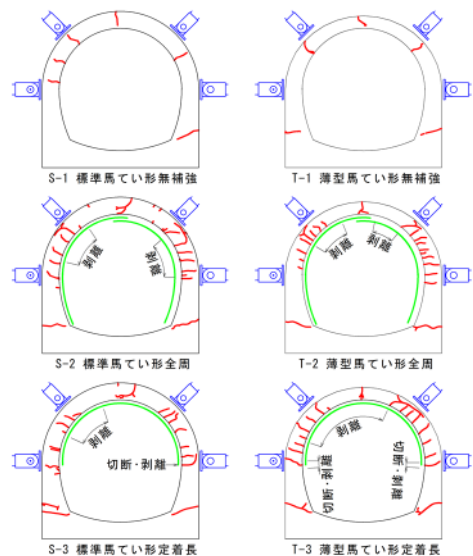 S-1 標準馬てい形無補強
T-1 薄型馬てい形無補強
剥離
剥離
剥離
剥離
S-2 標準馬てい形全周
T-2 薄型馬てい形全周
剥離
切断・剥離
剥離
切断・剥離
切断・剥離
S-3 標準馬てい形定着長
T-3 薄型馬てい形定着長